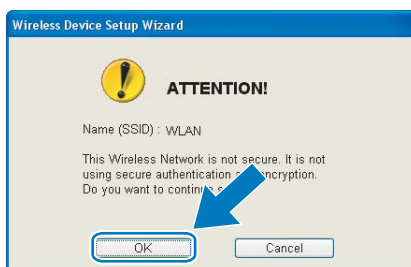 Wireless Device Setup Wizard
ATTENTION!
Name (SSID) : WLAN
This Wireless Network is not secure. It is not
using secure authentication encryption.
Do you want to continue
OK
Cancel